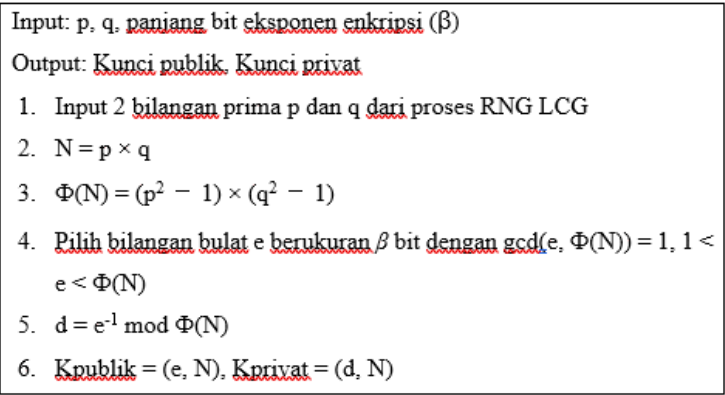 Input: p, q, panjang bit eksponen enkripsi (β)
Output: Kunci publik, Kunci privat
1. Input 2 bilangan prima p dan q dari proses RNG LCG
2. N = p × q
3. Φ(N) = (p² − 1) × (q² − 1)
4. Pilih bilangan bulat e berukuran β bit dengan gcd(e, Φ(N)) = 1, 1 <
e < Φ(N)
5. d = e⁻¹ mod Φ(N)
6. Kpublik = (e, N), Kprivat = (d, N)